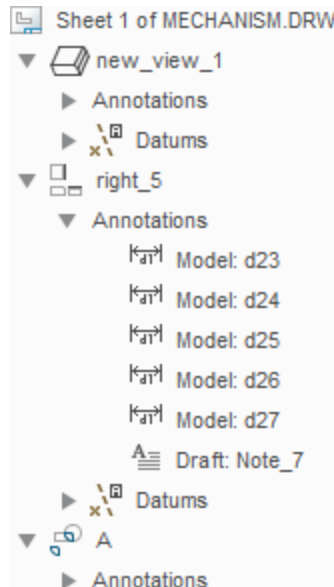 Sheet 1 of MECHANISM.DRW
new_view_1
Annotations
Datums
right_5
Annotations
Model: d23
Model: d24
Model: d25
Model: d26
Model: d27
Draft: Note_7
Datums
A
Annotations